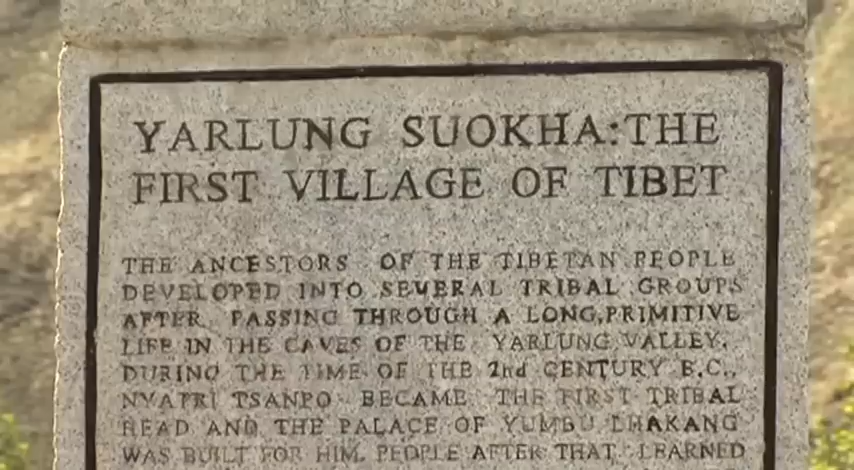 YARLUNG SUOKHA:THE
FIRST VILLAGE OF TIBET
THE ANCESTORS OF THE TIBETAN PEOPLE
DEVELOPED INTO SEVERAL TRIBAL GROUPS
AFTER PASSING THROUGH A LONG,PRIMITIVE
LIFE IN THE CAVES OF THE YARLUNG VALLEY.
DURING THE TIME OF THE 2nd CENTURY B.C.,
NYATRI TSANPO BECAME THE FIRST TRIBAL
HEAD AND THE PALACE OF YUMBU LHAKANG
WAS BUILT FOR HIM. PEOPLE AFTER THAT LEARNED